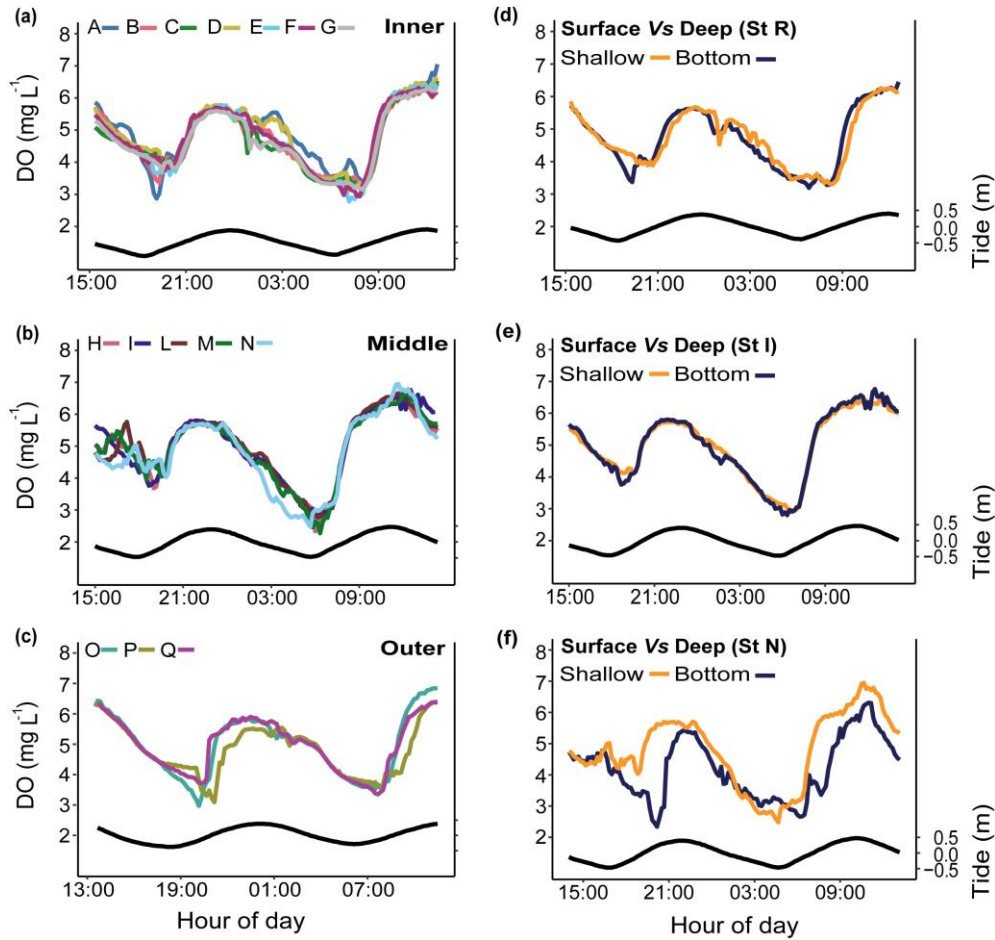 (a)
A B C D E F G Inner
8
7
6
5
4
3
2
DO (mg L-1)
15:00 21:00 03:00 09:00
(d)
Surface Vs Deep (St R)
Shallow Bottom
8
7
6
5
4
3
2
0.5
0.0
-0.5
Tide (m)
15:00 21:00 03:00 09:00
(b)
H I L M N Middle
8
7
6
5
4
3
2
DO (mg L-1)
15:00 21:00 03:00 09:00
(e)
Surface Vs Deep (St I)
Shallow Bottom
8
7
6
5
4
3
2
0.5
0.0
-0.5
Tide (m)
15:00 21:00 03:00 09:00
(c)
O P Q Outer
8
7
6
5
4
3
2
DO (mg L-1)
13:00 19:00 01:00 07:00
Hour of day
(f)
Surface Vs Deep (St N)
Shallow Bottom
8
7
6
5
4
3
2
0.5
0.0
-0.5
Tide (m)
15:00 21:00 03:00 09:00
Hour of day